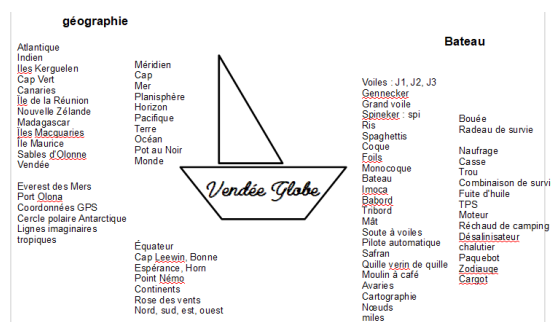 géographie
Atlantique
Indien
Iles Kerguelen
Cap Vert
Canaries
Île de la Réunion
Nouvelle Zélande
Madagascar
Îles Macquaries
Île Maurice
Sables d'Olonne
Vendée
Everest des Mers
Port Olona
Coordonnées GPS
Cercle polaire Antarctique
Lignes imaginaires
tropiques
Méridien
Cap
Mer
Planisphère
Horizon
Pacifique
Terre
Océan
Pot au Noir
Monde
Vendée Globe
Équateur
Cap Leewin, Bonne
Espérance, Horn
Point Némo
Continents
Rose des vents
Nord, sud, est, ouest
Bateau
Voiles : J1, J2, J3
Gennecker
Grand voile
Spineker : spi
Ris
Spaghettis
Coque
Foils
Monocoque
Bateau
Imoca
Babord
Tribord
Mât
Soute à voiles
Pilote automatique
Safran
Quille verin de quille
Moulin à café
Avaries
Cartographie
Nœuds
miles
Bouée
Radeau de survie
Naufrage
Casse
Trou
Combinaison de survi
Fuite d'huile
TPS
Moteur
Réchaud de camping
Désalinisateur
chalutier
Paquebot
Zodiauqe
Cargot